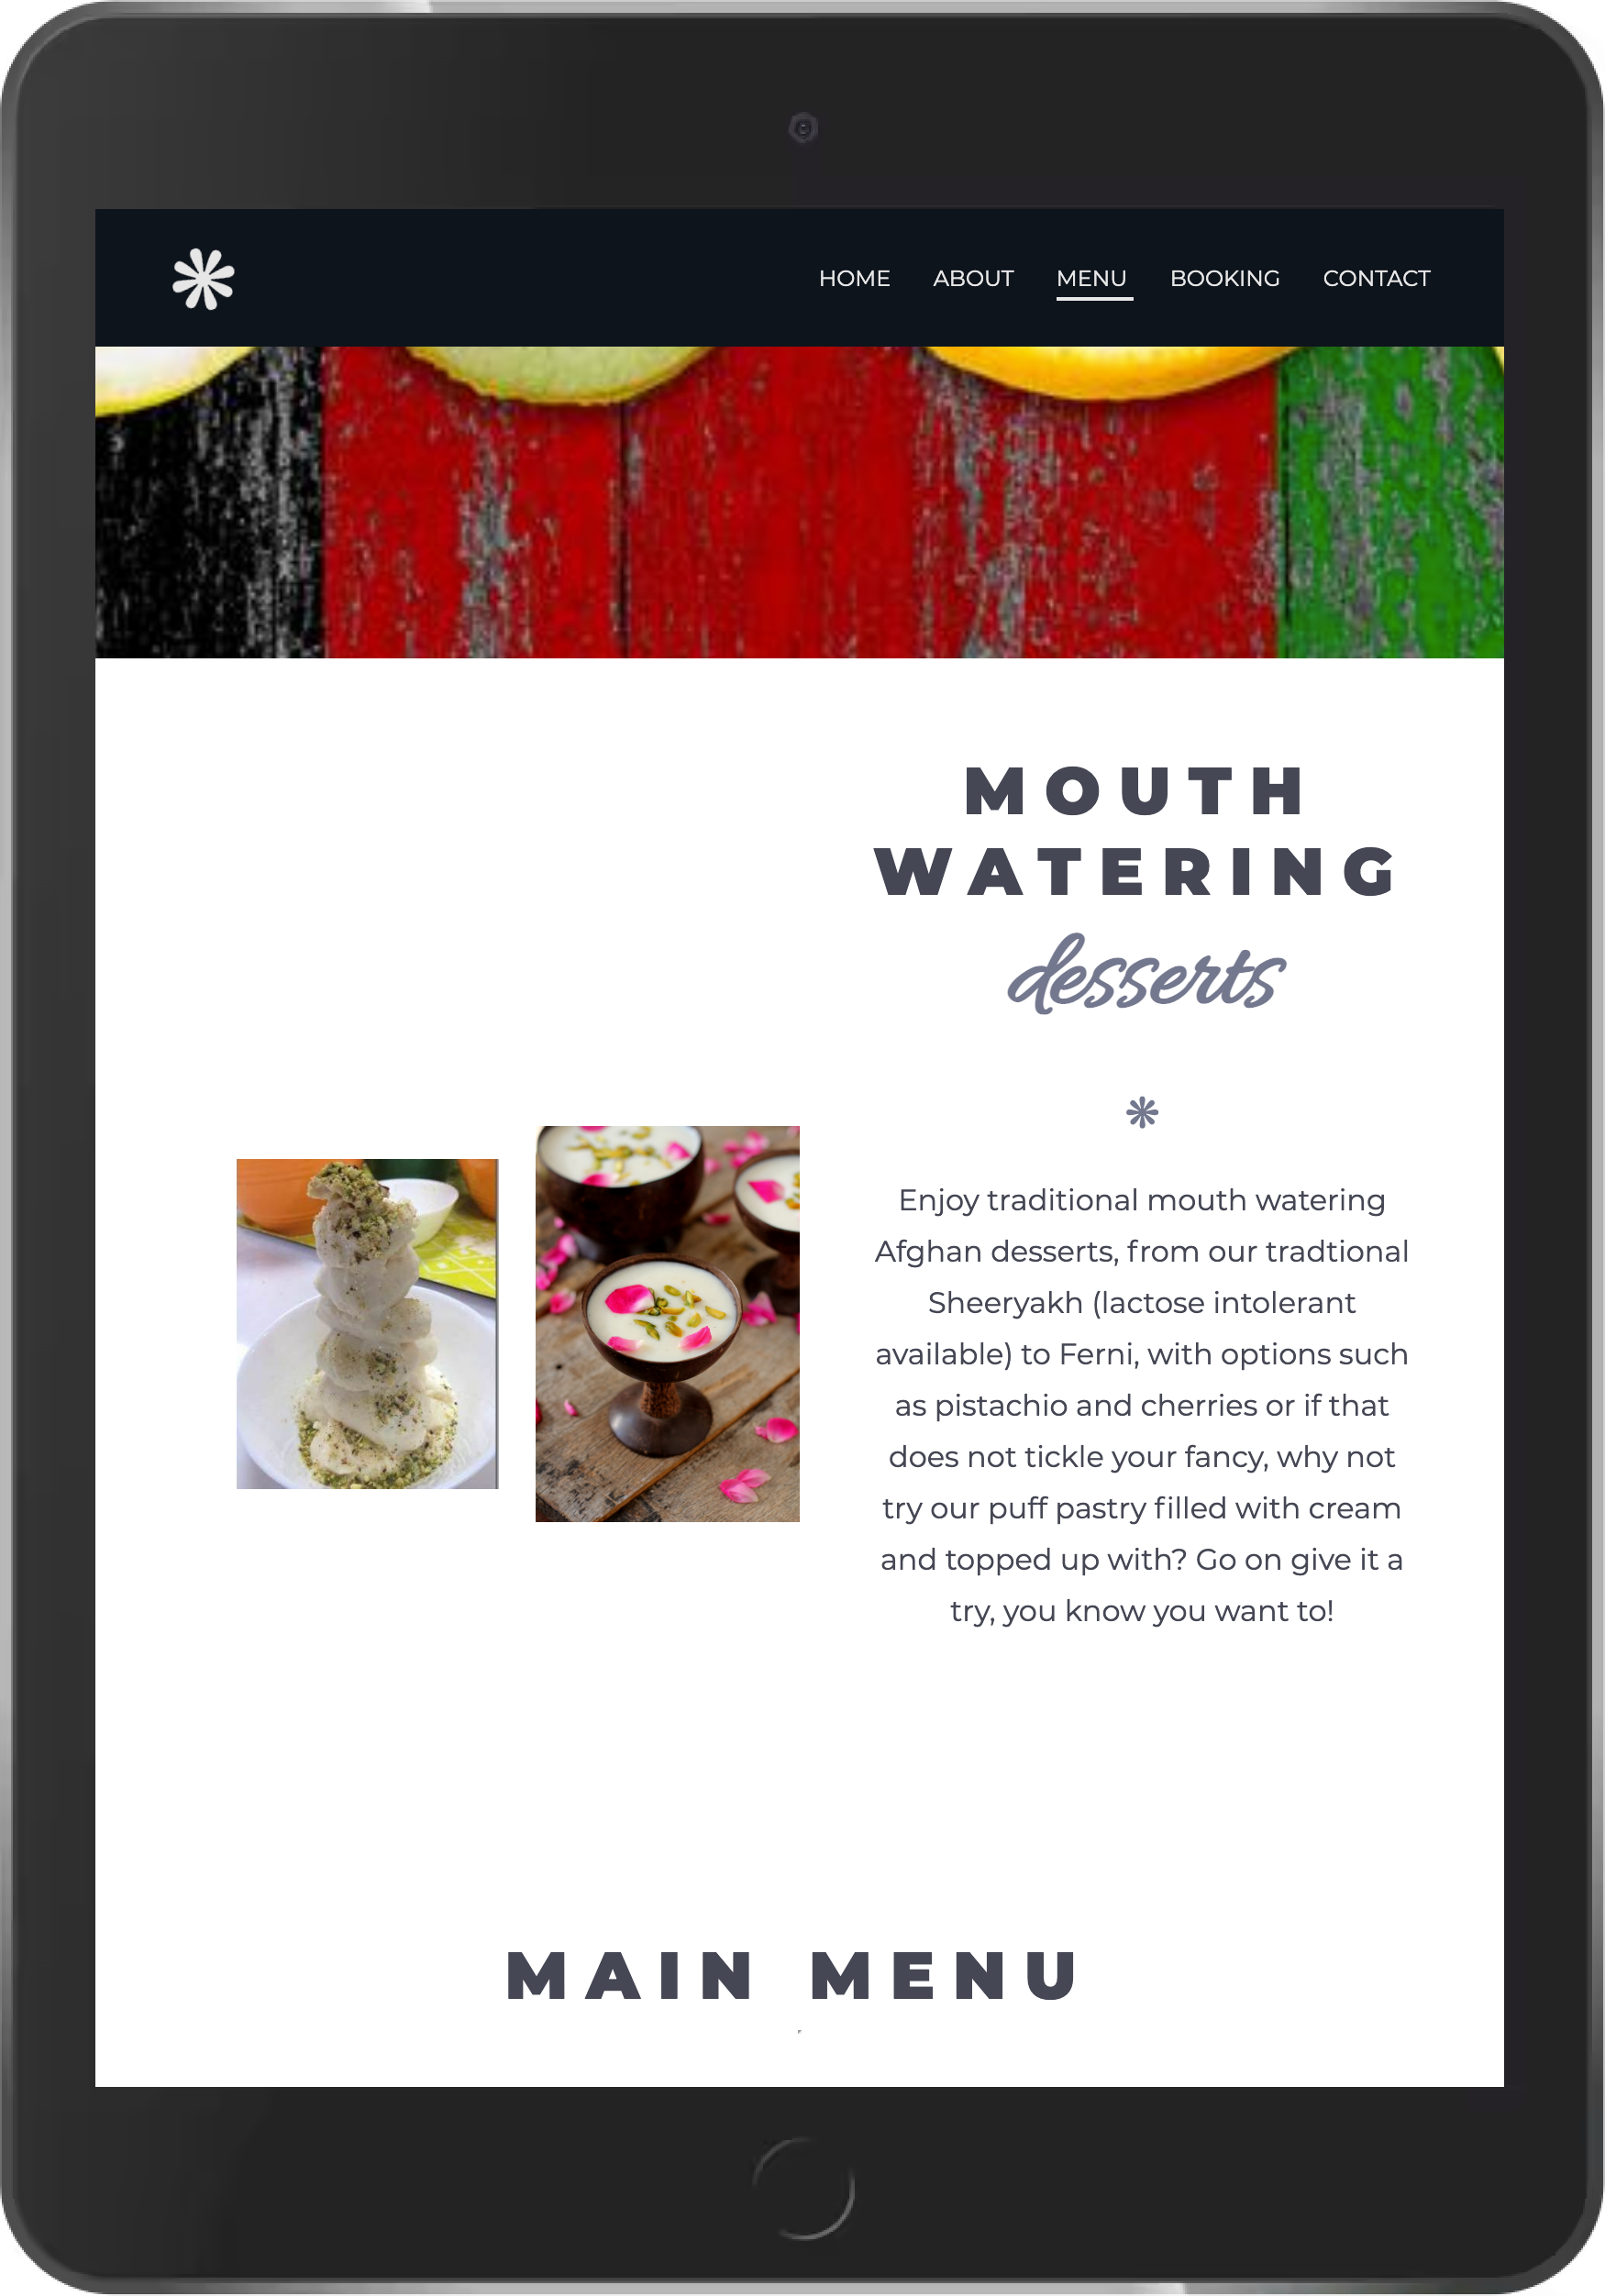 HOME ABOUT MENU BOOKING CONTACT
MOUTH
WATERING
desserts
Enjoy traditional mouth watering
Afghan desserts, from our tradtional
Sheeryakh (lactose intolerant
available) to Ferni, with options such
as pistachio and cherries or if that
does not tickle your fancy, why not
try our puff pastry filled with cream
and topped up with? Go on give it a
try, you know you want to!
MAIN MENU